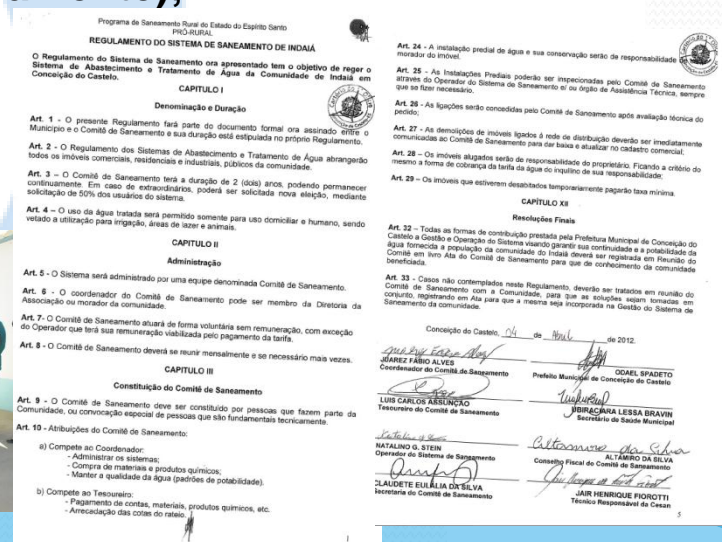 Programa de Saneamento Rural do Estado do Espírito Santo
PRÓ-RURAL
REGULAMENTO DO SISTEMA DE SANEAMENTO DE INDAIÁ
O Regulamento do Sistema de Saneamento ora apresentado tem o objetivo de reger o
Sistema de Abastecimento e Tratamento de Água da Comunidade de Indaiá em
Conceição do Castelo.
CAPITULO I
Denominação e Duração
Art. 1 - O presente Regulamento fará parte do documento formal ora assinado entre o
Município e o Comitê de Saneamento e sua duração está estipulada no próprio Regulamento.
Art. 2 - O Regulamento dos Sistemas de Abastecimento e Tratamento de Água abrangerão
todos os imóveis comerciais, residenciais e industriais, públicos da comunidade.
Art. 3 – O Comitê de Saneamento terá a duração de 2 (dois) anos, podendo permanecer
continuamente. Em caso de extraordinários, poderá ser solicitada nova eleição, mediante
solicitação de 50% dos usuários do sistema.
Art. 4 – O uso da água tratada será permitido somente para uso domiciliar e humano, sendo
vetado a utilização para irrigação, áreas de lazer e animais.
CAPITULO II
Administração
Art. 5 - O Sistema será administrado por uma equipe denominada Comitê de Saneamento.
Art. 6 - O coordenador do Comitê de Saneamento pode ser membro da Diretoria da
Associação ou morador da comunidade.
Art. 7- O Comitê de Saneamento atuará de forma voluntária sem remuneração, com exceção
do Operador que terá sua remuneração viabilizada pelo pagamento da tarifa.
Art. 8 - O Comitê de Saneamento deverá se reunir mensalmente e se necessário mais vezes.
CAPITULO III
Constituição do Comitê de Saneamento
Art. 9 - O Comitê de Saneamento deve ser constituído por pessoas que fazem parte da
Comunidade, ou convocação especial de pessoas que são fundamentais tecnicamente.
Art. 10 - Atribuições do Comitê de Saneamento:
a) Compete ao Coordenador:
- Administrar os sistemas;
- Compra de materiais e produtos químicos;
- Manter a qualidade da água (padrões de potabilidade).
b) Compete ao Tesoureiro:
- Pagamento de contas, materiais, produtos químicos, etc.
- Arrecedação das cotas do rateio.
1
Art. 24 - A instalação predial de água e sua conservação serão de responsabilidade do
morador do imóvel.
Art. 25 - As Instalações Prediais poderão ser inspecionadas pelo Comitê de Saneamento
através do Operador do Sistema de Saneamento e/ ou órgão de Assistência Técnica, sempre
que se fizer necessário.
Art. 26 - As ligações serão concedidas pelo Comitê de Saneamento após avaliação técnica do
pedido;
Art. 27 - As demolições de imóveis ligados à rede de distribuição deverão ser imediatamente
comunicadas ao Comitê de Saneamento para dar baixa e atualizar no cadastro comercial;
Art. 28 – Os imóveis alugados serão de responsabilidade do proprietário. Ficando a critério do
mesmo a forma de cobrança da tarifa da água do inquilino de sua responsabilidade;
Art. 29 – Os imóveis que estiverem desabitados temporariamente pagarão taxa mínima.
CAPÍTULO XII
Resoluções Finais
Art. 32 – Todas as formas de contribuição prestada pela Prefeitura Municipal de Conceição do
Castelo a Gestão e Operação do Sistema visando garantir sua continuidade e a potabilidade da
água fornecida a população da comunidade do Indaiá deverá ser registrada em Reunião do
Comitê em livro Ata do Comitê de Saneamento para que de conhecimento da comunidade
beneficiada.
Art. 33 - Casos não contemplados neste Regulamento, deverão ser tratados em reunião do
Comitê de Saneamento com a Comunidade, para que as soluções sejam tomadas em
conjunto, registrando em Ata para que a mesma seja incorporada na Gestão do Sistema de
Saneamento da comunidade.
Conceição do Castelo, 04 de Abril de 2012.
JUAREZ FÁBIO ALVES
Coordenador do Comitê de Saneamento
ODAEL SPADETO
Prefeito Municipal de Conceição do Castelo
LUIS CARLOS ASSUNÇÃO
Tesoureiro do Comitê de Saneamento
UBIRACIARA LESSA BRAVIN
Secretário de Saúde Municipal
NATALINO G. STEIN
Operador do Sistema de Saneamento
Altamiro da Silva
ALTAMIRO DA SILVA
Conselho Fiscal do Comitê de Saneamento
CLAUDETE EULÁLIA DA SILVA
Secretaria do Comitê de Saneamento
JAIR HENRIQUE FIOROTTI
Técnico Responsável da Cesan
5